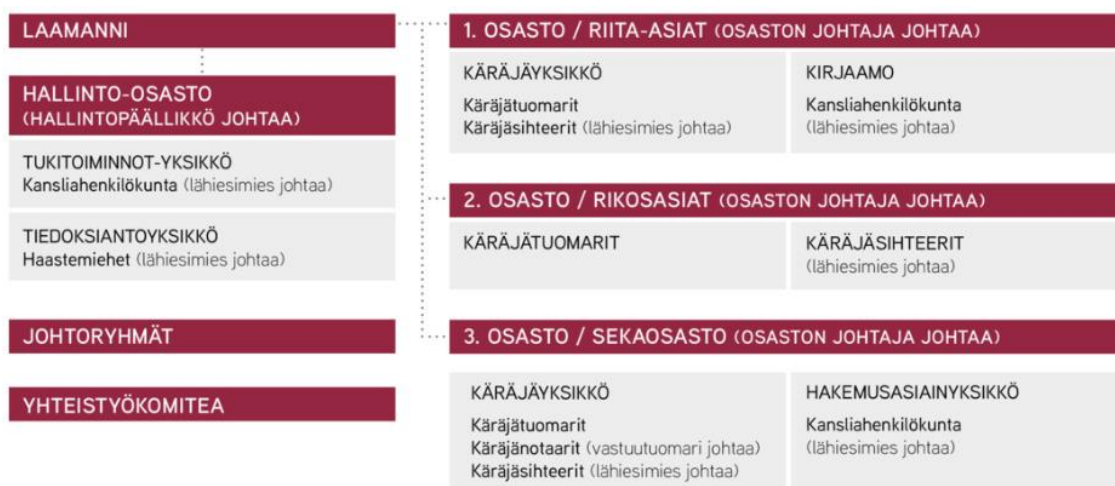 LAAMANNI
HALLINTO-OSASTO
(HALLINTOPÄÄLLIKKÖ JOHTAA)
TUKITOIMINNOT-YKSIKKÖ
Kansliahenkilökunta (lähiesimies johtaa)
TIEDOKSIANTOYKSIKKÖ
Haastemiehet (lähiesimies johtaa)
JOHTORYHMÄT
YHTEISTYÖKOMITEA
1. OSASTO / RIITA-ASIAT (OSASTON JOHTAJA JOHTAA)
KÄRÄJÄYKSIKKÖ
Käräjätuomarit
Käräjäsihteerit (lähiesimies johtaa)
KIRJAAMO
Kansliahenkilökunta
(lähiesimies johtaa)
2. OSASTO / RIKOSASIAT (OSASTON JOHTAJA JOHTAA)
KÄRÄJÄTUOMARIT
KÄRÄJÄSIHTEERIT
(lähiesimies johtaa)
3. OSASTO / SEKAOSASTO (OSASTON JOHTAJA JOHTAA)
KÄRÄJÄYKSIKKÖ
Käräjätuomarit
Käräjänotaarit (vastuutuomari johtaa)
Käräjäsihteerit (lähiesimies johtaa)
HAKEMUSASIAINYKSIKKÖ
Kansliahenkilökunta
(lähiesimies johtaa)